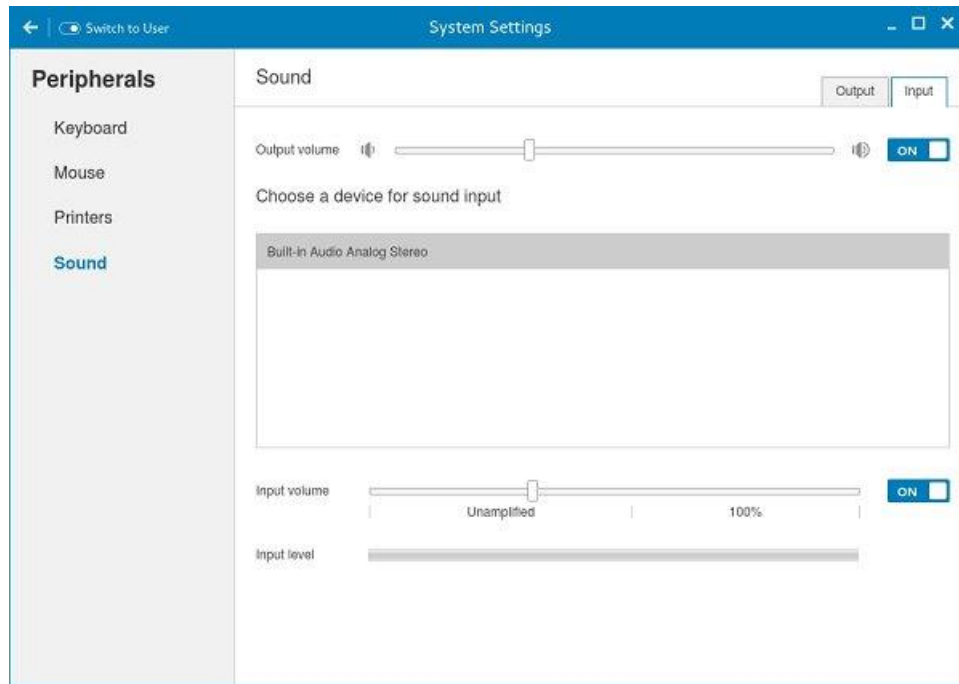 Switch to User
System Settings
Peripherals
Keyboard
Mouse
Printers
Sound
Sound
Output
Input
Output volume
ON
Choose a device for sound input
Built-in Audio Analog Stereo
Input volume
ON
Unamplified
100%
Input level